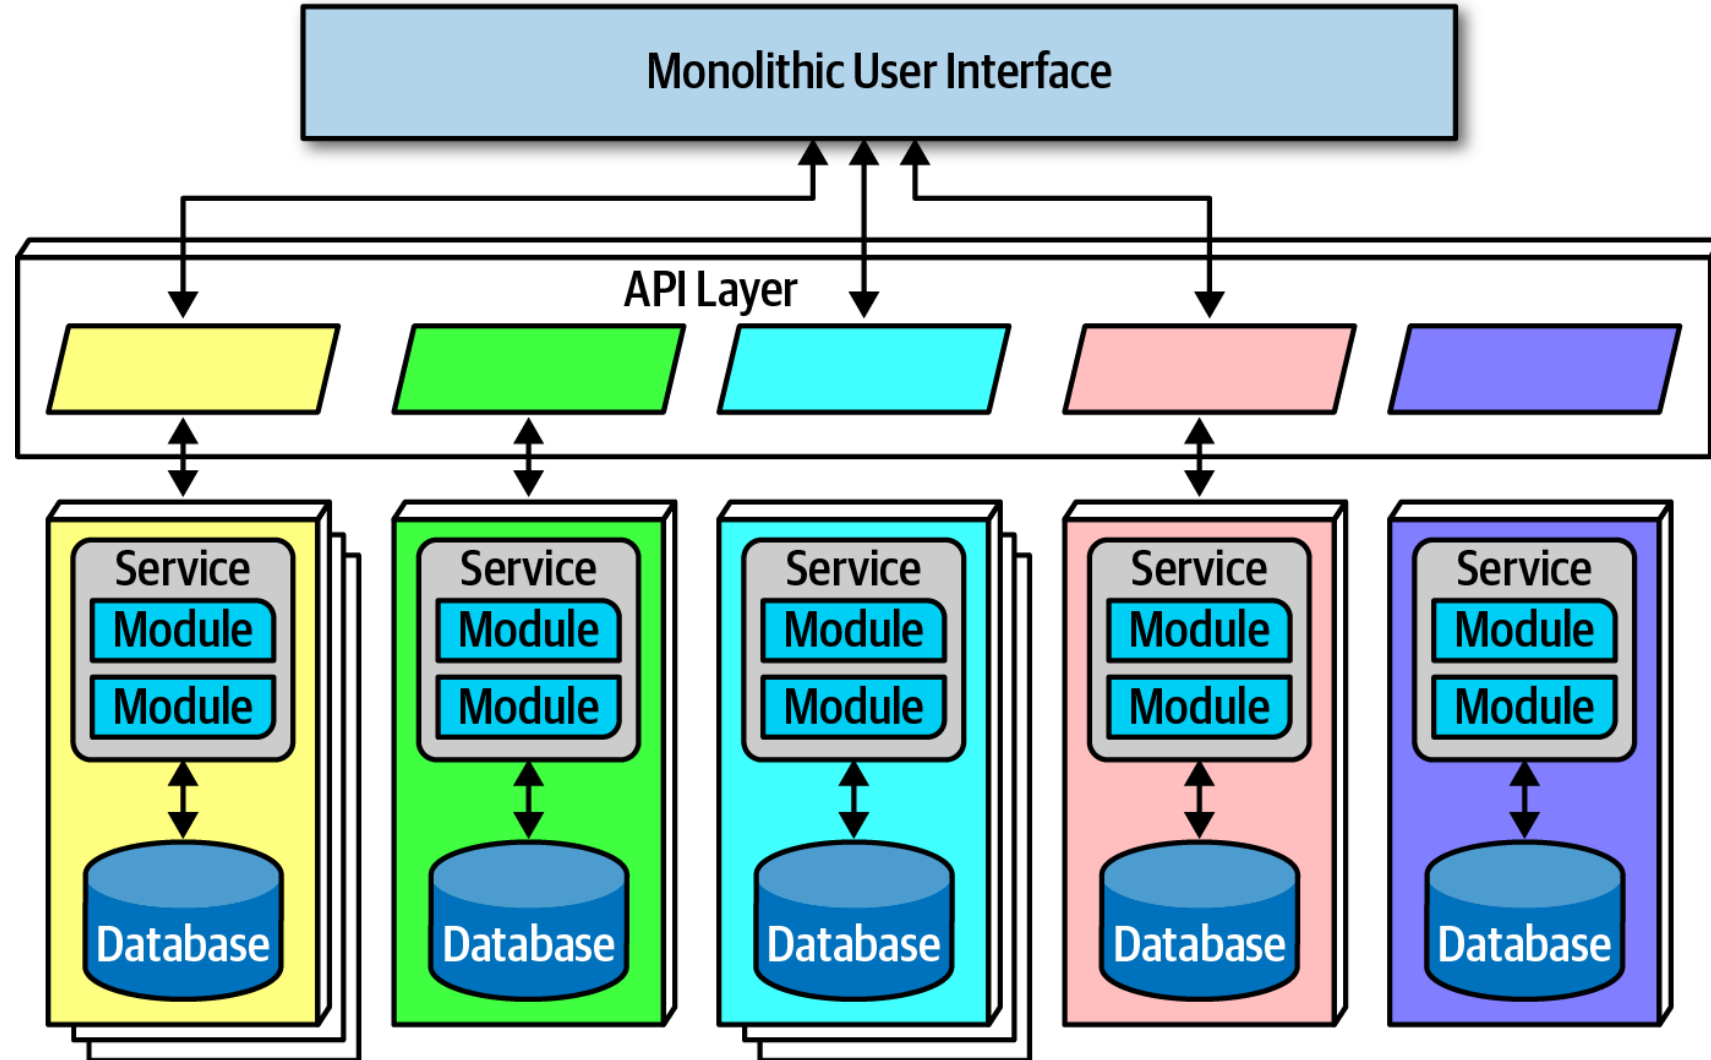 Monolithic User Interface
API Layer
Service
Module
Module
Database
Service
Module
Module
Database
Service
Module
Module
Database
Service
Module
Module
Database
Service
Module
Module
Database